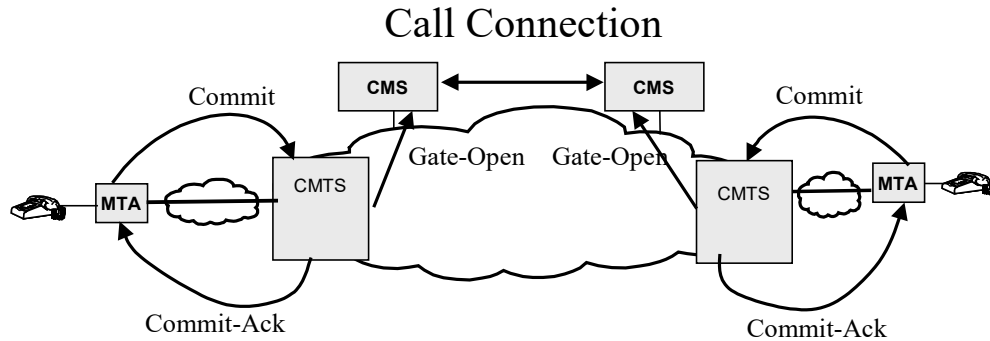 Call Connection
CMS
CMS
Commit
Commit
Gate-Open
Gate-Open
CMTS
CMTS
MTA
MTA
Commit-Ack
Commit-Ack